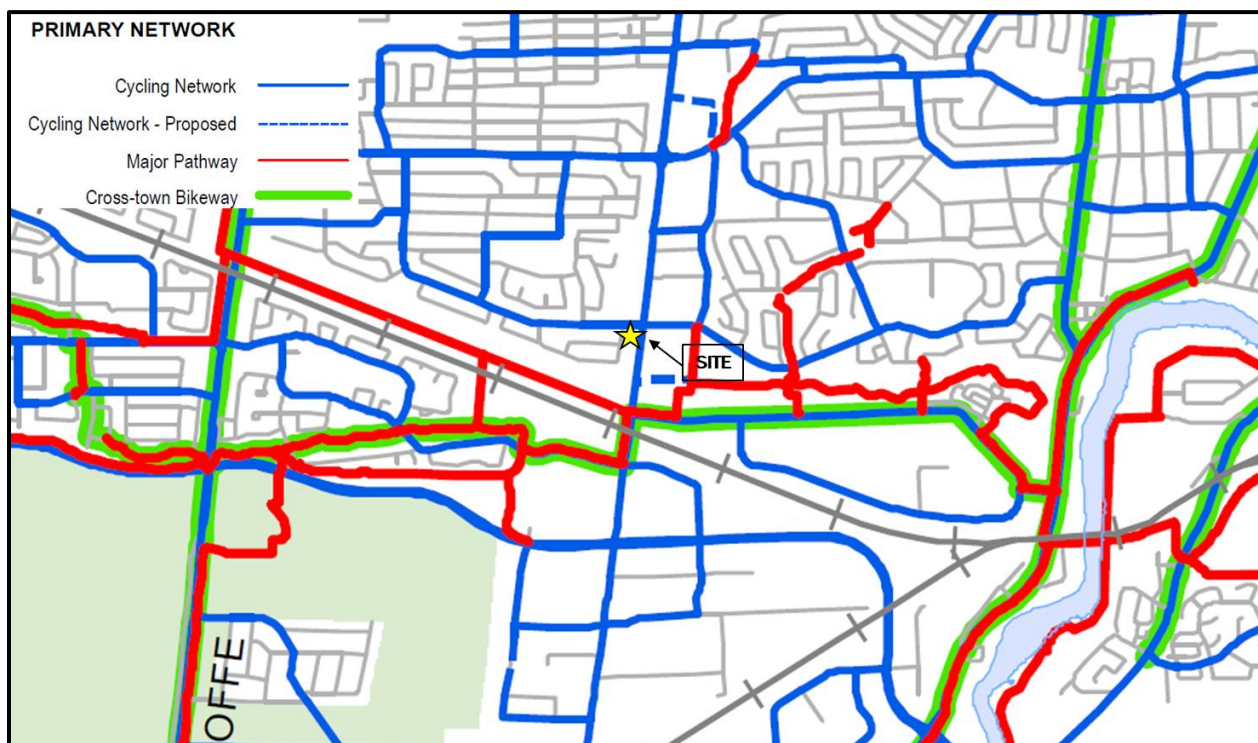 PRIMARY NETWORK
Cycling Network
Cycling Network - Proposed
Major Pathway
Cross-town Bikeway
SITE
OFFE